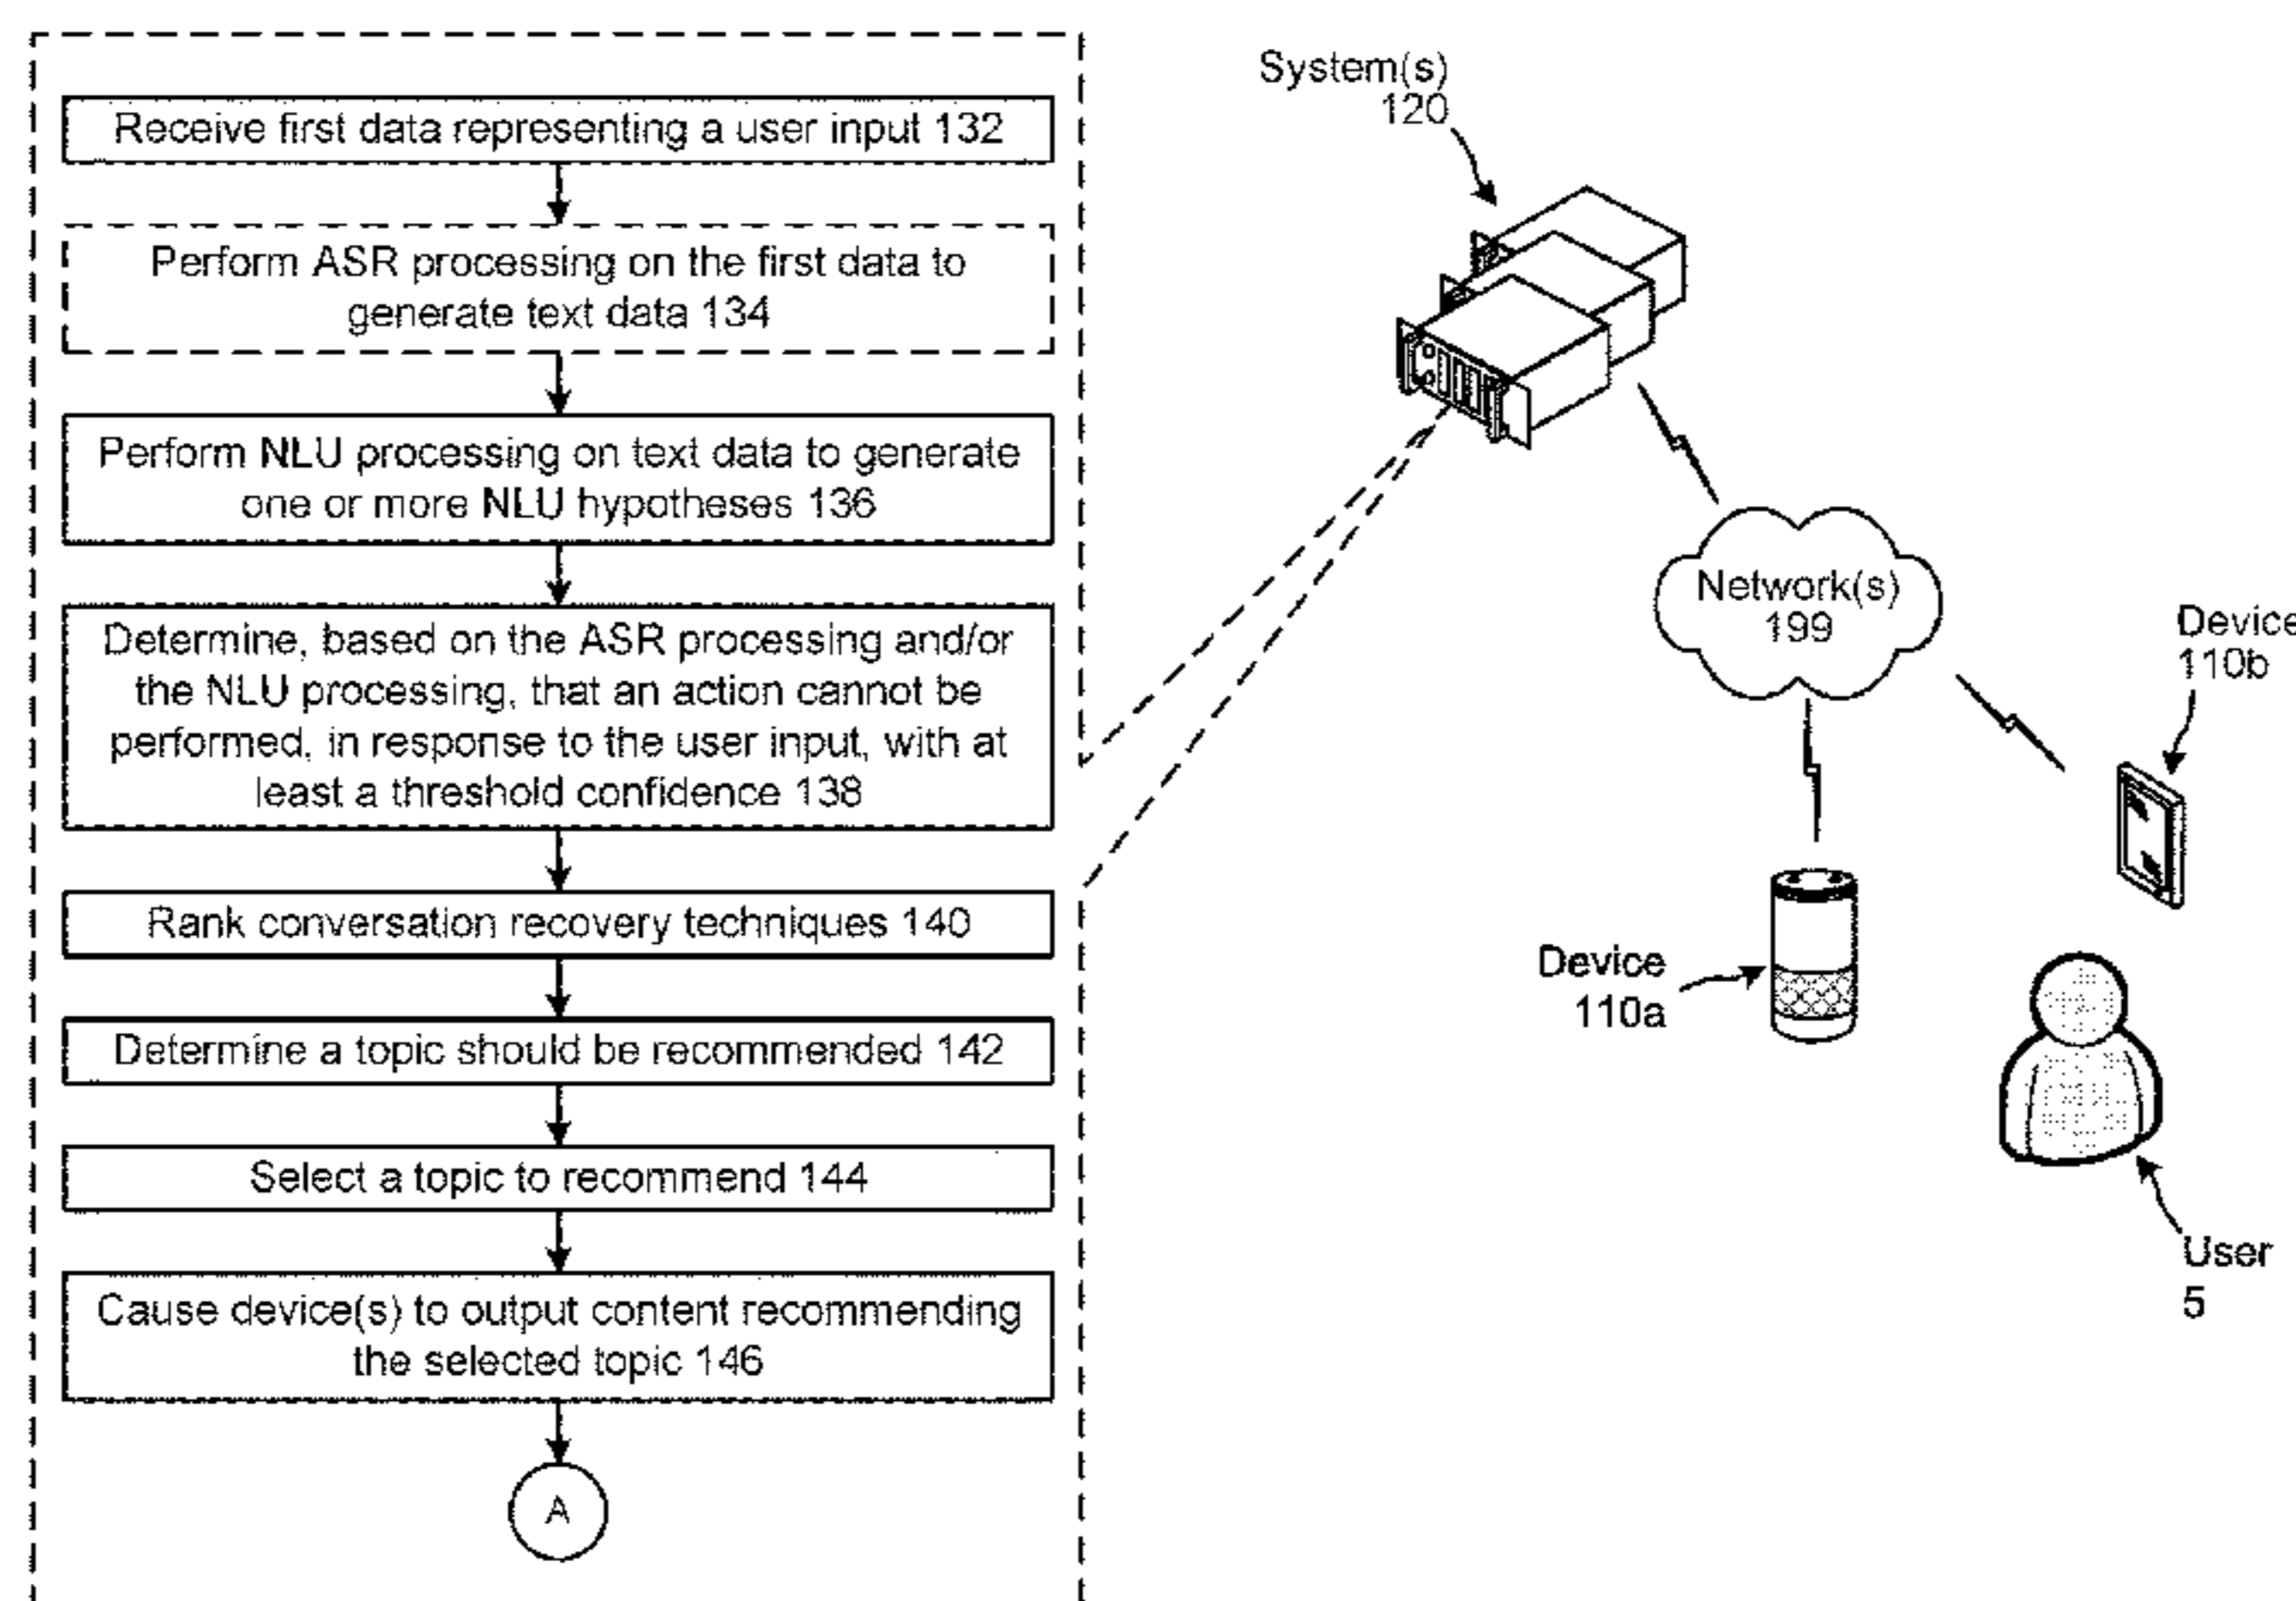 Receive first data representing a user input 132
Perform ASR processing on the first data to
generate text data 134
Perform NLU processing on text data to generate
one or more NLU hypotheses 136
Determine, based on the ASR processing and/or
the NLU processing, that an action cannot be
performed, in response to the user input, with at
least a threshold confidence 138
Rank conversation recovery techniques 140
Determine a topic should be recommended 142
Select a topic to recommend 144
Cause device(s) to output content recommending
the selected topic 146
A
System(s)
120
Network(s)
199
Device
110b
Device
110a
User
5